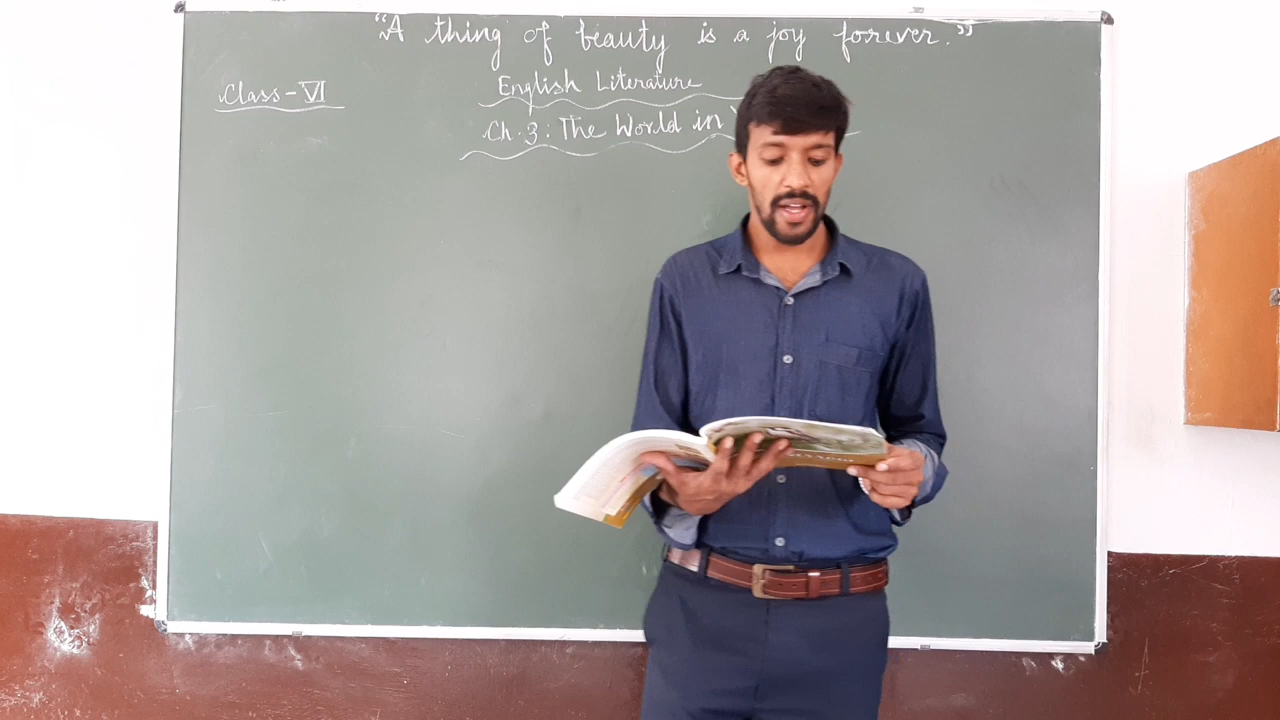 “A thing of beauty is a joy forever.”
English Literature
Class - VI
Ch. 3: The World in